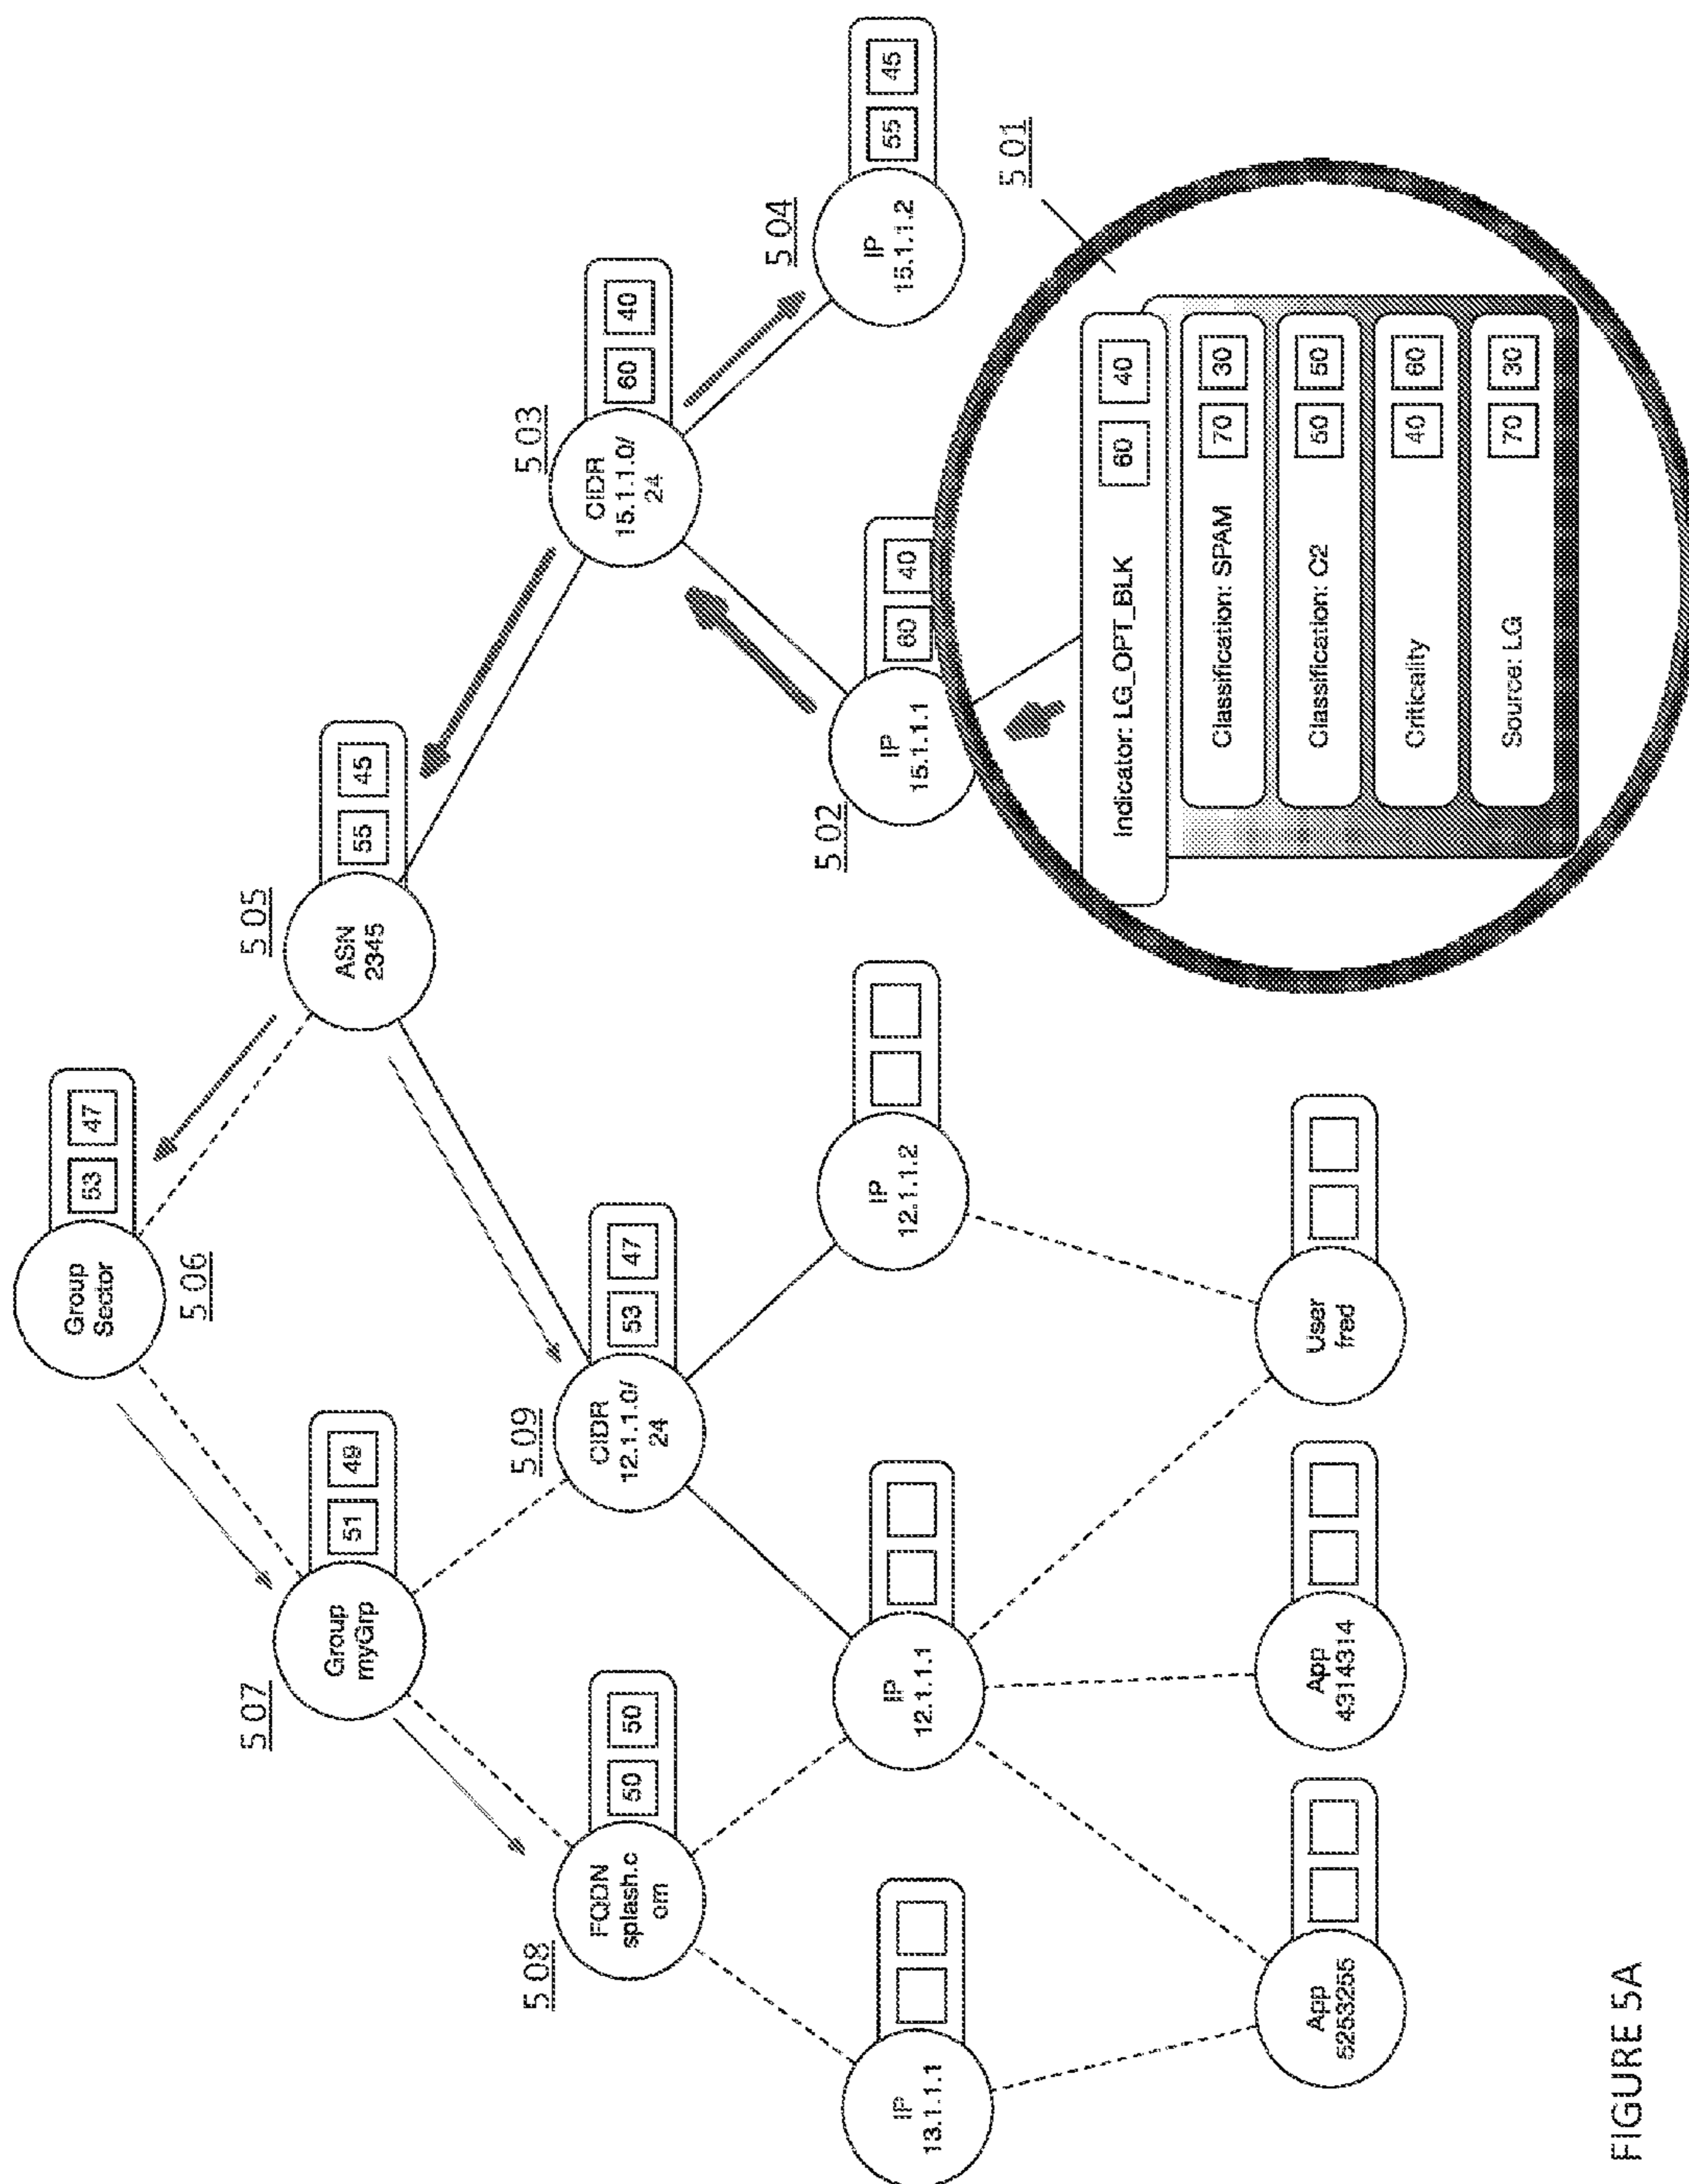 Group
Sector
53 47
5 06
Group
myGrp
51 49
5 07
ASN
2345
55 45
5 05
FQDN
splash.c
om
50 50
5 08
CIDR
12.1.1.0/
24
53 47
5 09
CIDR
15.1.1.0/
24
60 40
5 03
IP
13.1.1.1
IP
12.1.1.1
IP
12.1.1.2
IP
15.1.1.1
60 40
5 02
IP
15.1.1.2
55 45
5 04
App
5253255
App
4314314
User
fred
5 01
Indicator: LG_OPT_BLK 60 40
Classification: SPAM 70 30
Classification: C2 50 50
Criticality 40 60
Source: LG 70 30
FIGURE 5A